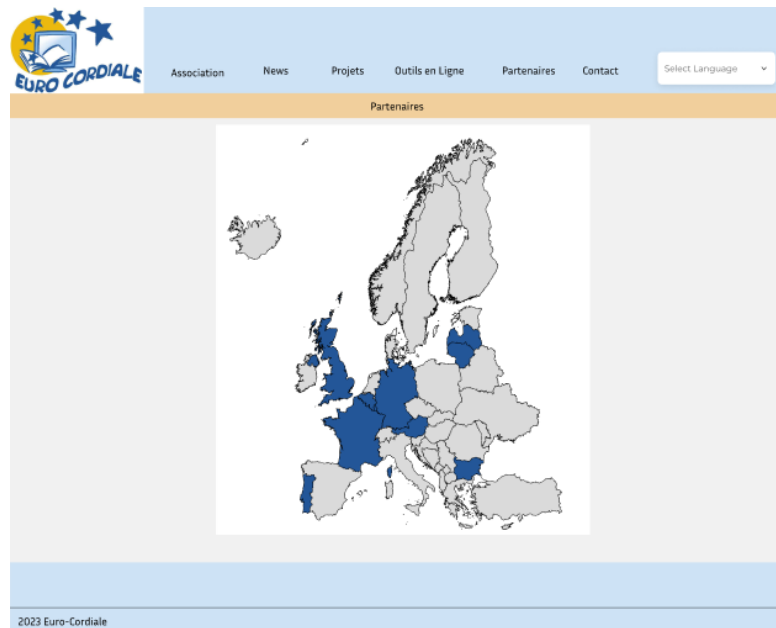 EURO CORDIALE
Association News Projets Outils en Ligne Partenaires Contact Select Language
Partenaires
2023 Euro-Cordiale